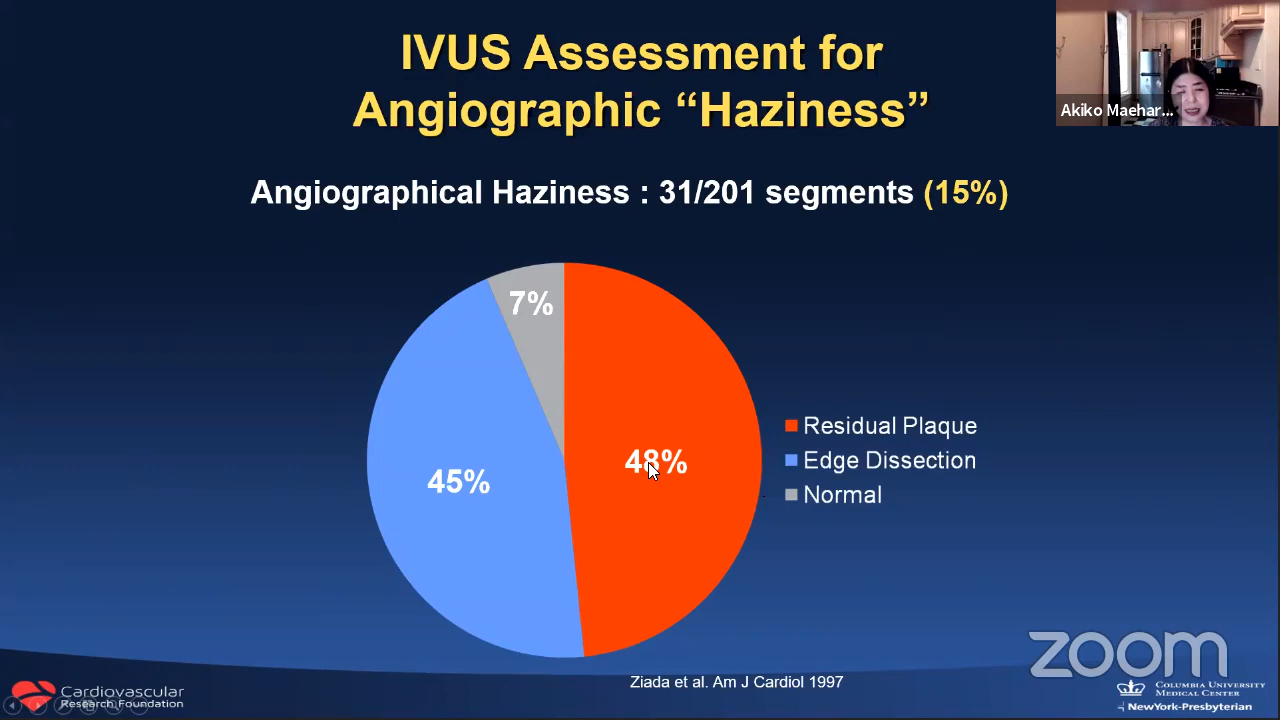 IVUS Assessment for
Angiographic “Haziness”
Akiko Maehar...
Angiographical Haziness : 31/201 segments (15%)
7%
48%
45%
Residual Plaque
Edge Dissection
Normal
zoom
Ziada et al. Am J Cardiol 1997
Cardiovascular
Research Foundation
Columbia University
Medical Center
NewYork-Presbyterian